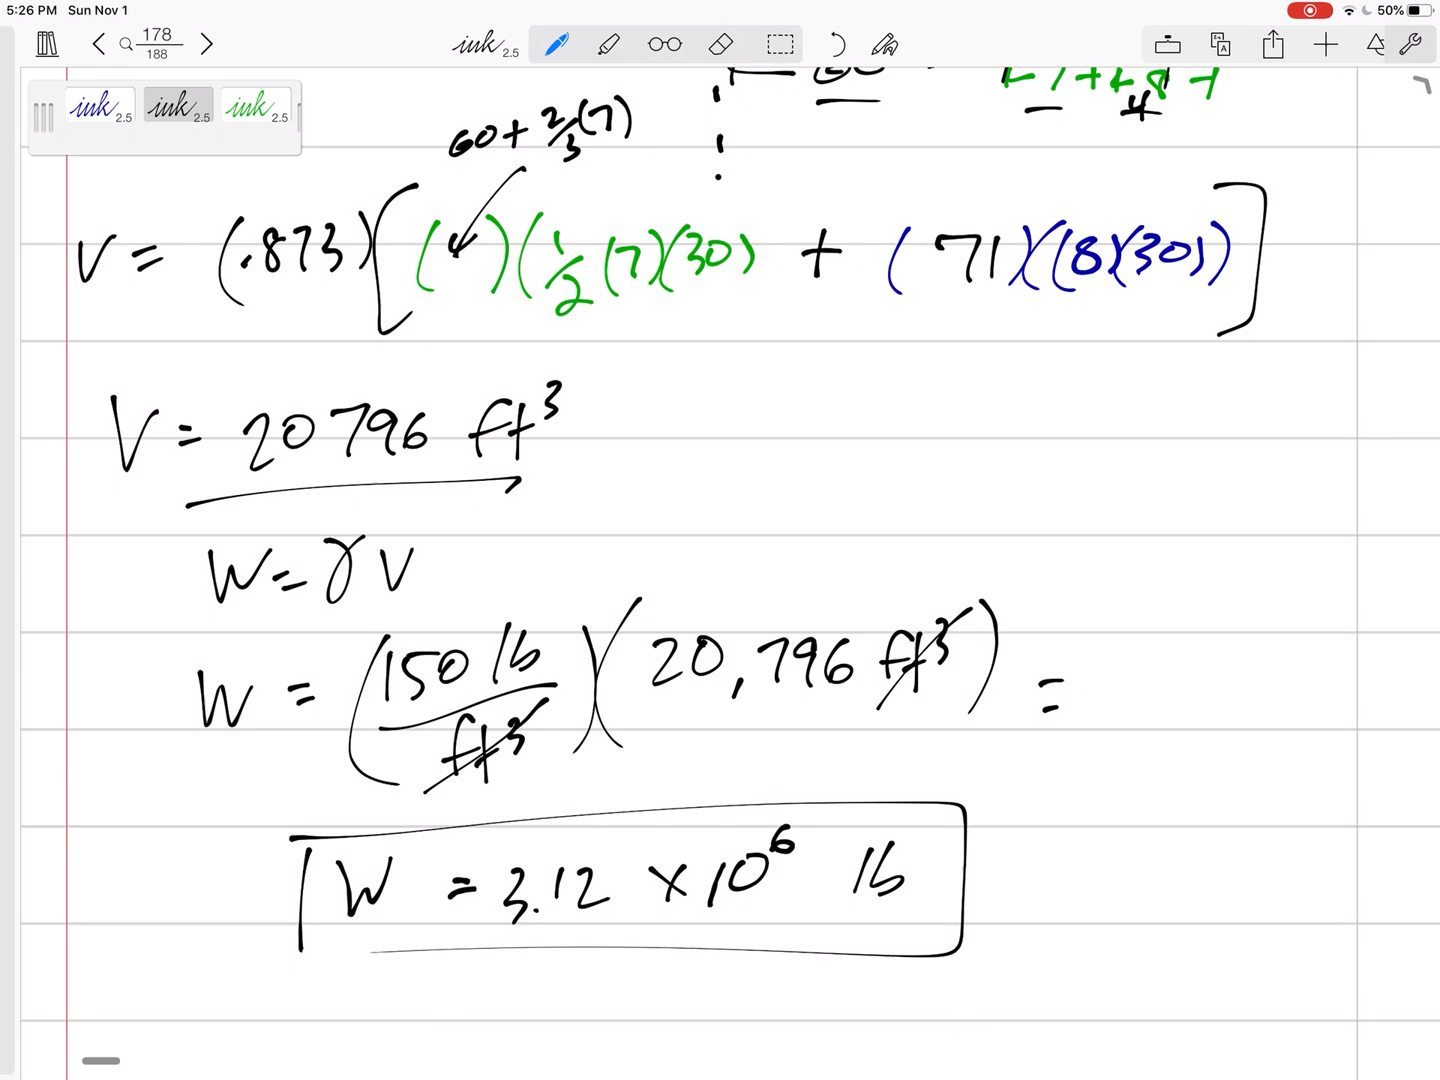 5:26 PM Sun Nov 1
50%
178
188
ink 2.5
ink 2.5 ink 2.5 ink 2.5
4
60 + 2/3 (7)
V = (.873)[( )(1/2 (7)(30) + ( 71)(8)(30))]
V = 20796 ft³
W = γ V
W = (150 lb / ft³)(20,796 ft³) =
W = 3.12 × 10⁶ lb